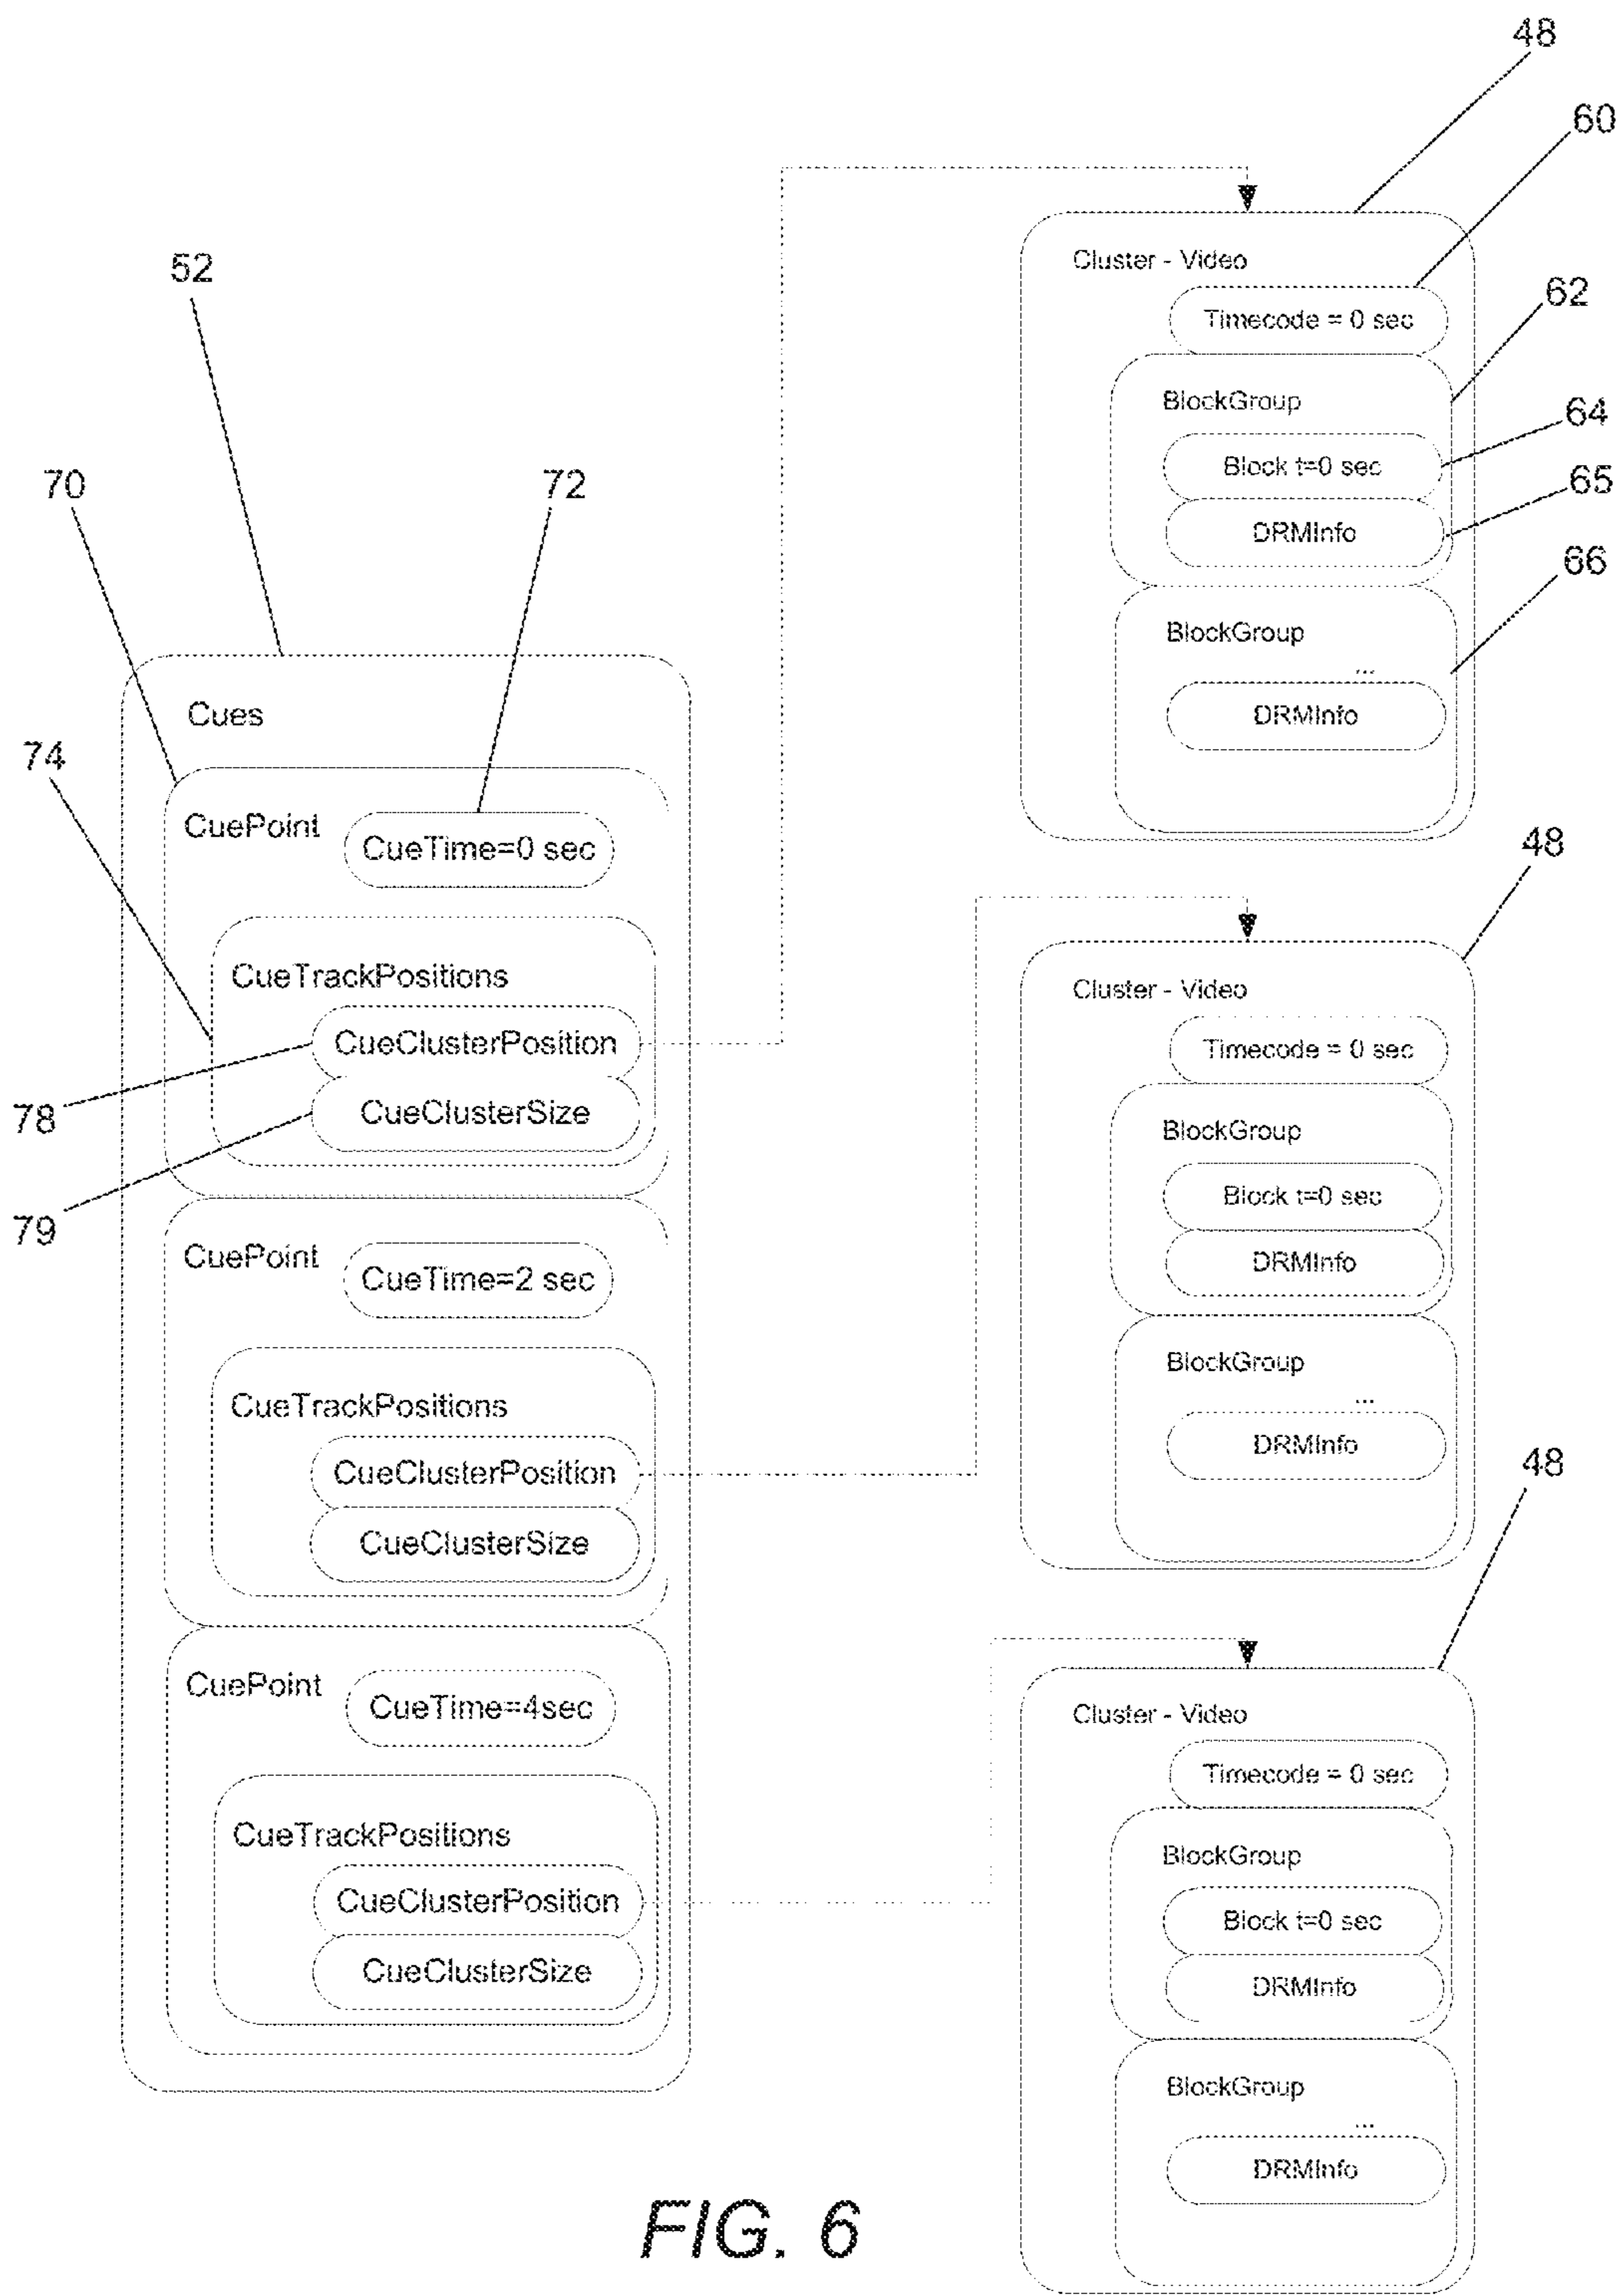 48
60
52
Cluster - Video
62
Timecode = 0 sec
BlockGroup
64
Block t=0 sec
65
DRMInfo
66
BlockGroup
...
DRMInfo
70
72
Cues
74
CuePoint
CueTime=0 sec
CueTrackPositions
CueClusterPosition
78
CueClusterSize
79
CuePoint
CueTime=2 sec
CueTrackPositions
CueClusterPosition
CueClusterSize
CuePoint
CueTime=4sec
CueTrackPositions
CueClusterPosition
CueClusterSize
48
Cluster - Video
Timecode = 0 sec
BlockGroup
Block t=0 sec
DRMInfo
BlockGroup
...
DRMInfo
48
Cluster - Video
Timecode = 0 sec
BlockGroup
Block t=0 sec
DRMInfo
BlockGroup
...
DRMInfo
FIG. 6